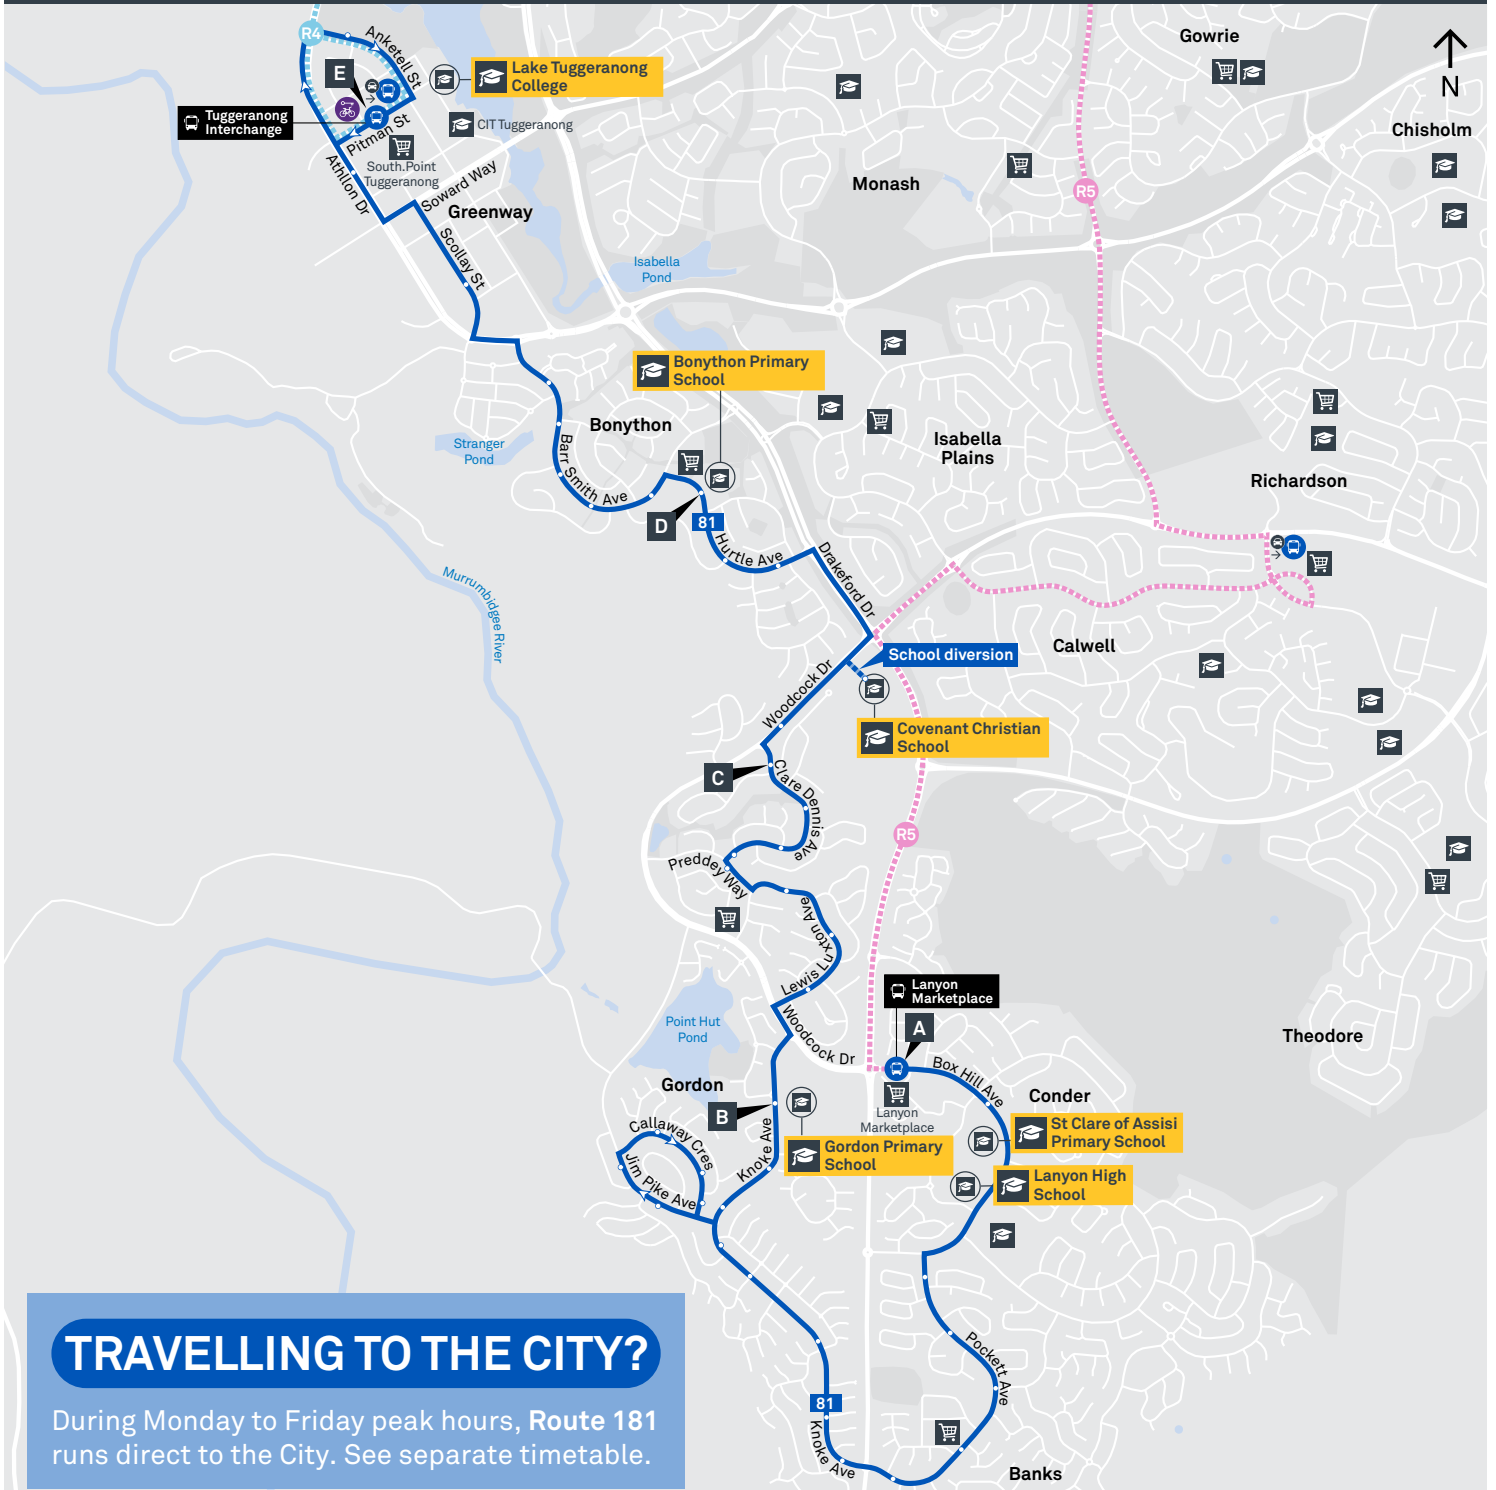 R4
Anketell St
E
Lake Tuggeranong
College
Tuggeranong
Interchange
CIT Tuggeranong
Pitman St
South.Point
Tuggeranong
Athllon Dr
Soward Way
Greenway
Scollay St
Isabella
Pond
Monash
Gowrie
N
Chisholm
R5
Bonython Primary
School
Bonython
Stranger
Pond
Barr Smith Ave
Isabella
Plains
Richardson
D
81
Hurtle Ave
Drakeford Dr
Murrumbidgee River
School diversion
Calwell
Woodcock Dr
Covenant Christian
School
C
Clare Dennis Ave
R5
Preddey Way
Lewis Luxton Ave
Lanyon
Marketplace
A
Point Hut
Pond
Woodcock Dr
Box Hill Ave
Theodore
Gordon
Conder
B
Lanyon
Marketplace
Callaway Cres
Knoke Ave
Gordon Primary
School
St Clare of Assisi
Primary School
Jim Pike Ave
Lanyon High
School
Pockett Ave
81
Knoke Ave
Banks
TRAVELLING TO THE CITY?
During Monday to Friday peak hours, Route 181
runs direct to the City. See separate timetable.